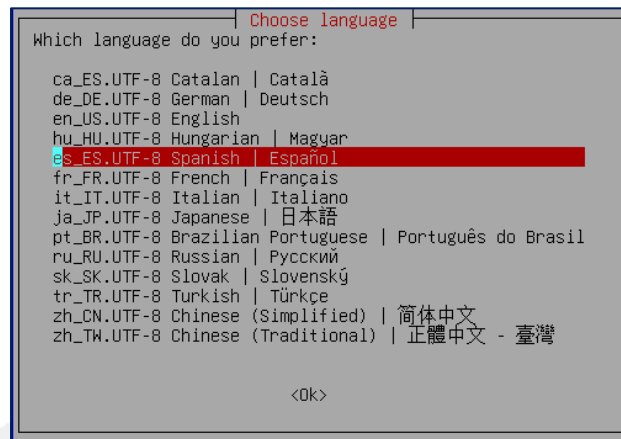 Choose language
Which language do you prefer:
ca_ES.UTF-8 Catalan | Català
de_DE.UTF-8 German | Deutsch
en_US.UTF-8 English
hu_HU.UTF-8 Hungarian | Magyar
es_ES.UTF-8 Spanish | Español
fr_FR.UTF-8 French | Français
it_IT.UTF-8 Italian | Italiano
ja_JP.UTF-8 Japanese | 日本語
pt_BR.UTF-8 Brazilian Portuguese | Português do Brasil
ru_RU.UTF-8 Russian | Русский
sk_SK.UTF-8 Slovak | Slovenský
tr_TR.UTF-8 Turkish | Türkçe
zh_CN.UTF-8 Chinese (Simplified) | 简体中文
zh_TW.UTF-8 Chinese (Traditional) | 正體中文 - 臺灣
<Ok>